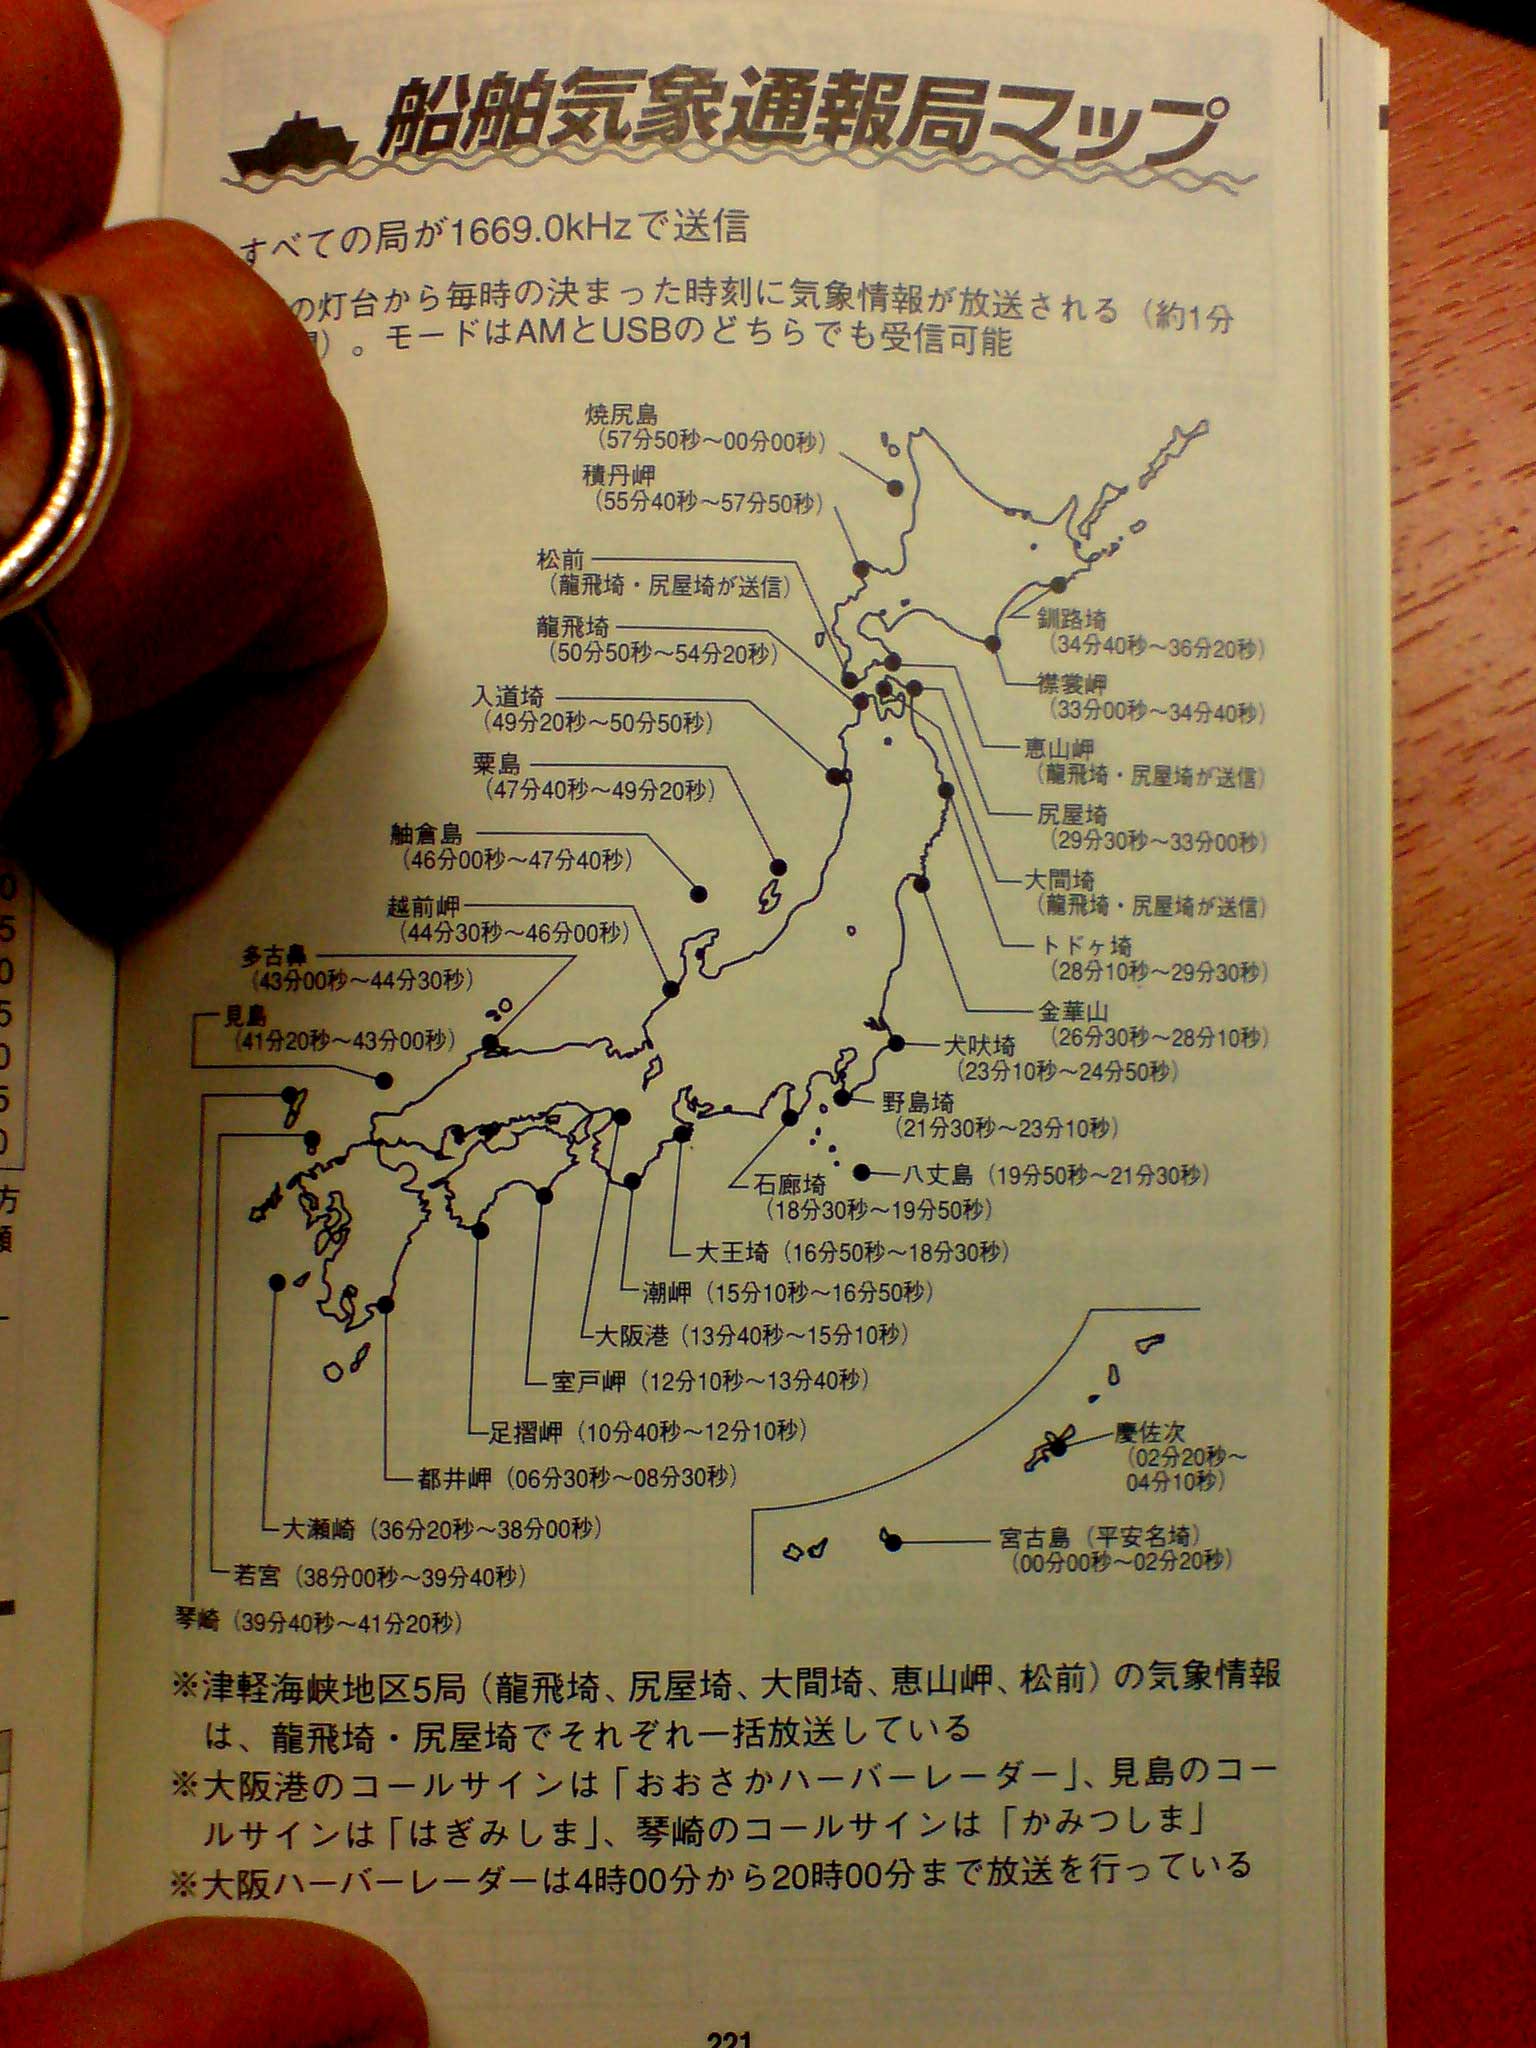 船舶気象通報局マップ
すべての局が1669.0kHzで送信
の灯台から毎時の決まった時刻に気象情報が放送される（約1分
）。モードはAMとUSBのどちらでも受信可能
焼尻島
（57分50秒～00分00秒）
積丹岬
（55分40秒～57分50秒）
松前
（龍飛埼・尻屋埼が送信）
龍飛埼
（50分50秒～54分20秒）
入道埼
（49分20秒～50分50秒）
粟島
（47分40秒～49分20秒）
舳倉島
（46分00秒～47分40秒）
越前岬
（44分30秒～46分00秒）
多古鼻
（43分00秒～44分30秒）
見島
（41分20秒～43分00秒）
釧路埼
（34分40秒～36分20秒）
襟裳岬
（33分00秒～34分40秒）
恵山岬
（龍飛埼・尻屋埼が送信）
尻屋埼
（29分30秒～33分00秒）
大間埼
（龍飛埼・尻屋埼が送信）
トドヶ埼
（28分10秒～29分30秒）
金華山
（26分30秒～28分10秒）
犬吠埼
（23分10秒～24分50秒）
野島埼
（21分30秒～23分10秒）
八丈島（19分50秒～21分30秒）
石廊埼
（18分30秒～19分50秒）
大王埼（16分50秒～18分30秒）
潮岬（15分10秒～16分50秒）
大阪港（13分40秒～15分10秒）
室戸岬（12分10秒～13分40秒）
足摺岬（10分40秒～12分10秒）
都井岬（06分30秒～08分30秒）
大瀬崎（36分20秒～38分00秒）
若宮（38分00秒～39分40秒）
琴崎（39分40秒～41分20秒）
慶佐次
（02分20秒～
04分10秒）
宮古島（平安名埼）
（00分00秒～02分20秒）
※津軽海峡地区5局（龍飛埼、尻屋埼、大間埼、恵山岬、松前）の気象情報
は、龍飛埼・尻屋埼でそれぞれ一括放送している
※大阪港のコールサインは「おおさかハーバーレーダー」、見島のコー
ルサインは「はぎみしま」、琴崎のコールサインは「かみつしま」
※大阪ハーバーレーダーは4時00分から20時00分まで放送を行っている
221